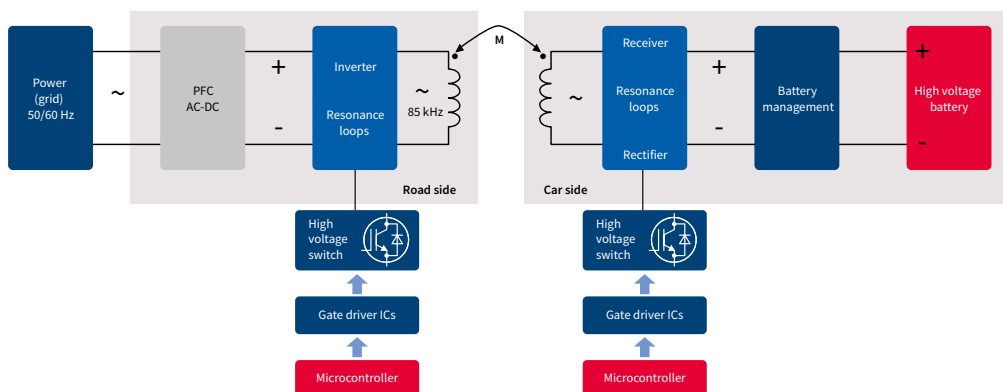 Power
(grid)
50/60 Hz
~
PFC
AC-DC
+
-
Inverter
Resonance
loops
~
85 kHz
M
~
Receiver
Resonance
loops
Rectifier
+
-
Battery
management
+
High voltage
battery
-
Road side
Car side
High
voltage
switch
Gate driver ICs
Microcontroller
High
voltage
switch
Gate driver ICs
Microcontroller